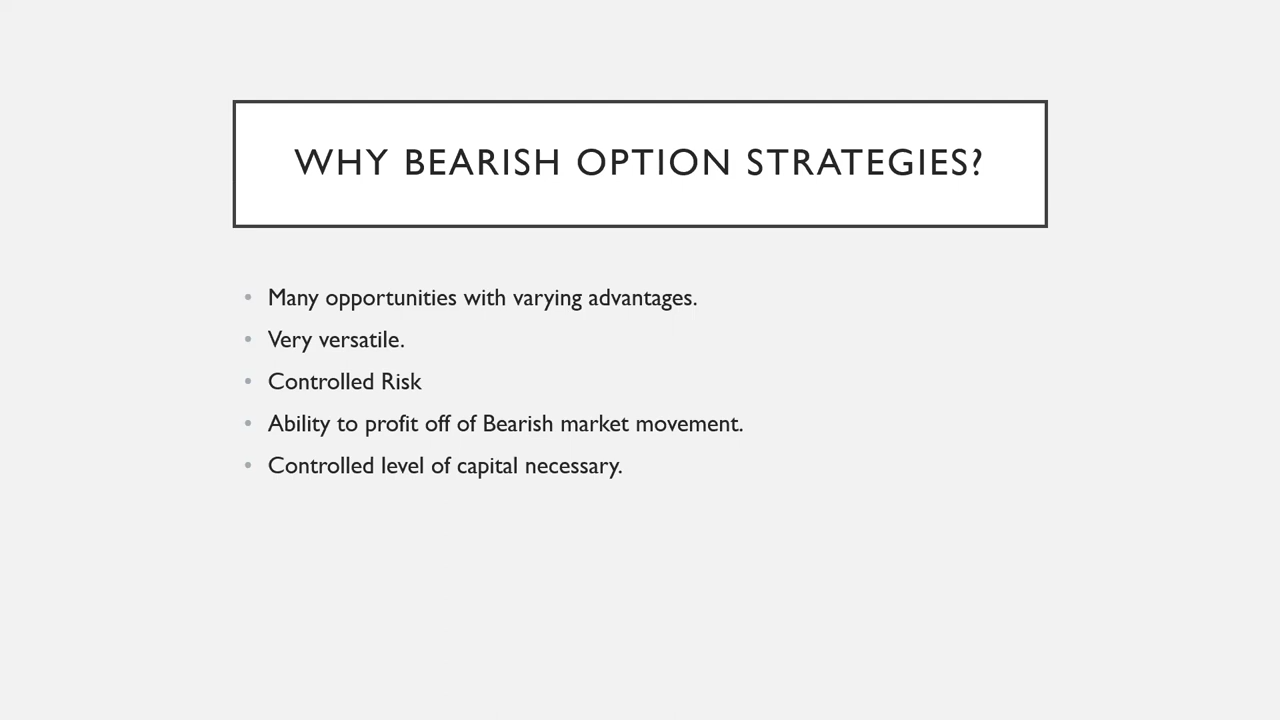 WHY BEARISH OPTION STRATEGIES?
• Many opportunities with varying advantages.
• Very versatile.
• Controlled Risk
• Ability to profit off of Bearish market movement.
• Controlled level of capital necessary.